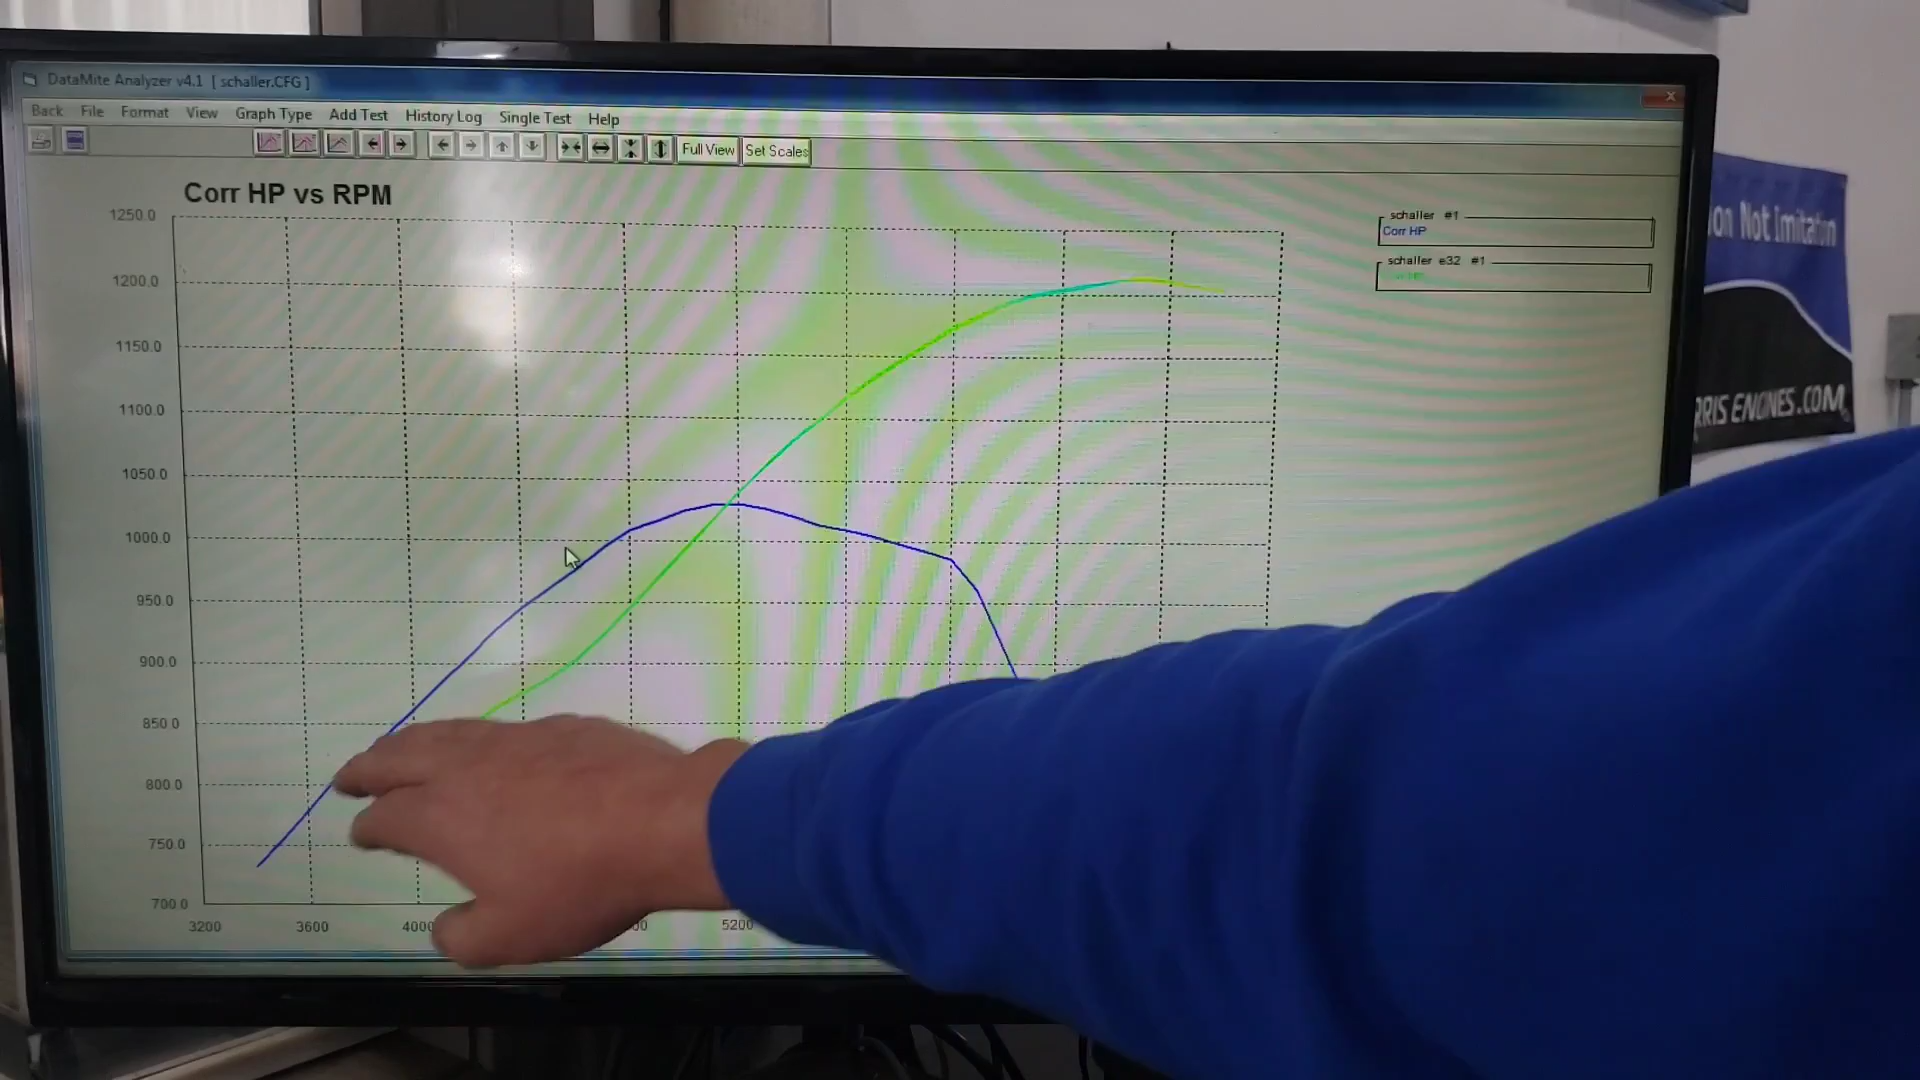 DataMite Analyzer v4.1 [ schaller.CFG ]
Back File Format View Graph Type Add Test History Log Single Test Help
Full View Set Scales
Corr HP vs RPM
1250.0
1200.0
1150.0
1100.0
1050.0
1000.0
950.0
900.0
850.0
800.0
750.0
700.0
3200 3600 4000 5200
schaller #1
Corr HP
schaller e32 #1
on Not Imitation
RRIS ENGINES.COM